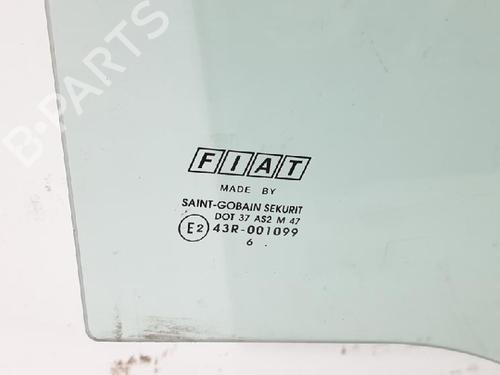 B-PARTS
FIAT
MADE BY
SAINT-GOBAIN SEKURIT
DOT 37 AS2 M 47
E2 43R-001099
6